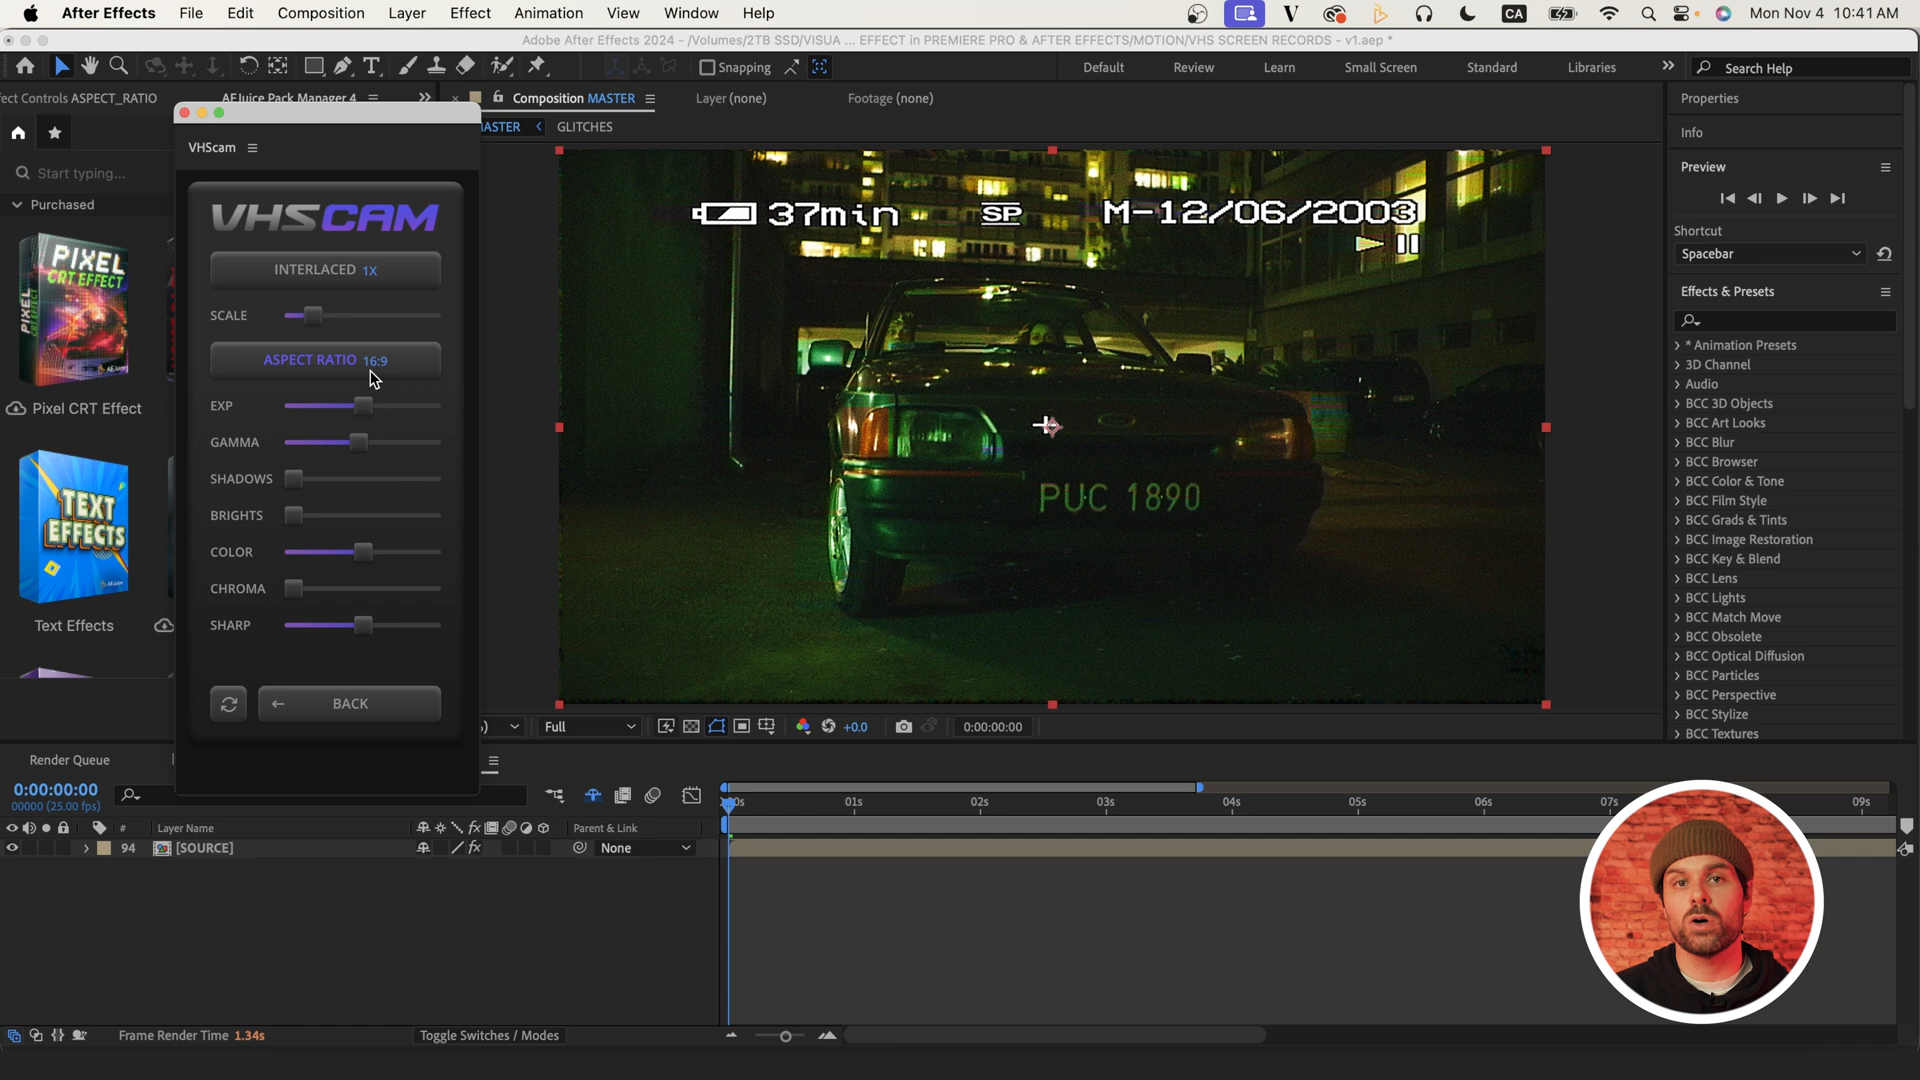 After Effects File Edit Composition Layer Effect Animation View Window Help CA Mon Nov 4 10:41 AM
Adobe After Effects 2024 - /Volumes/2TB SSD/VISUA ... EFFECT in PREMIERE PRO & AFTER EFFECTS/MOTION/VHS SCREEN RECORDS - v1.aep *
Snapping Default Review Learn Small Screen Standard Libraries Search Help
fect Controls ASPECT_RATIO AEJuice Pack Manager 4 Composition MASTER Layer (none) Footage (none) Properties
MASTER GLITCHES
Info
VHScam
Start typing...
Preview
Purchased
VHSCAM
37min SP M-12/06/2003
Shortcut
Spacebar
PIXEL
CRT EFFECT
INTERLACED 1X
Effects & Presets
SCALE
ASPECT RATIO 16:9
EXP
Pixel CRT Effect
GAMMA
SHADOWS
BRIGHTS
COLOR
CHROMA
SHARP
TEXT
EFFECTS
Text Effects
BACK
PUC 1890
* Animation Presets
3D Channel
Audio
BCC 3D Objects
BCC Art Looks
BCC Blur
BCC Browser
BCC Color & Tone
BCC Film Style
BCC Grads & Tints
BCC Image Restoration
BCC Key & Blend
BCC Lens
BCC Lights
BCC Match Move
BCC Obsolete
BCC Optical Diffusion
BCC Particles
BCC Perspective
BCC Stylize
BCC Textures
) Full +0.0 0:00:00:00
Render Queue
0:00:00:00
00000 (25.00 fps)
00s 01s 02s 03s 04s 05s 06s 07s 09s
# Layer Name fx Parent & Link
94 [SOURCE] fx None
Frame Render Time 1.34s Toggle Switches / Modes